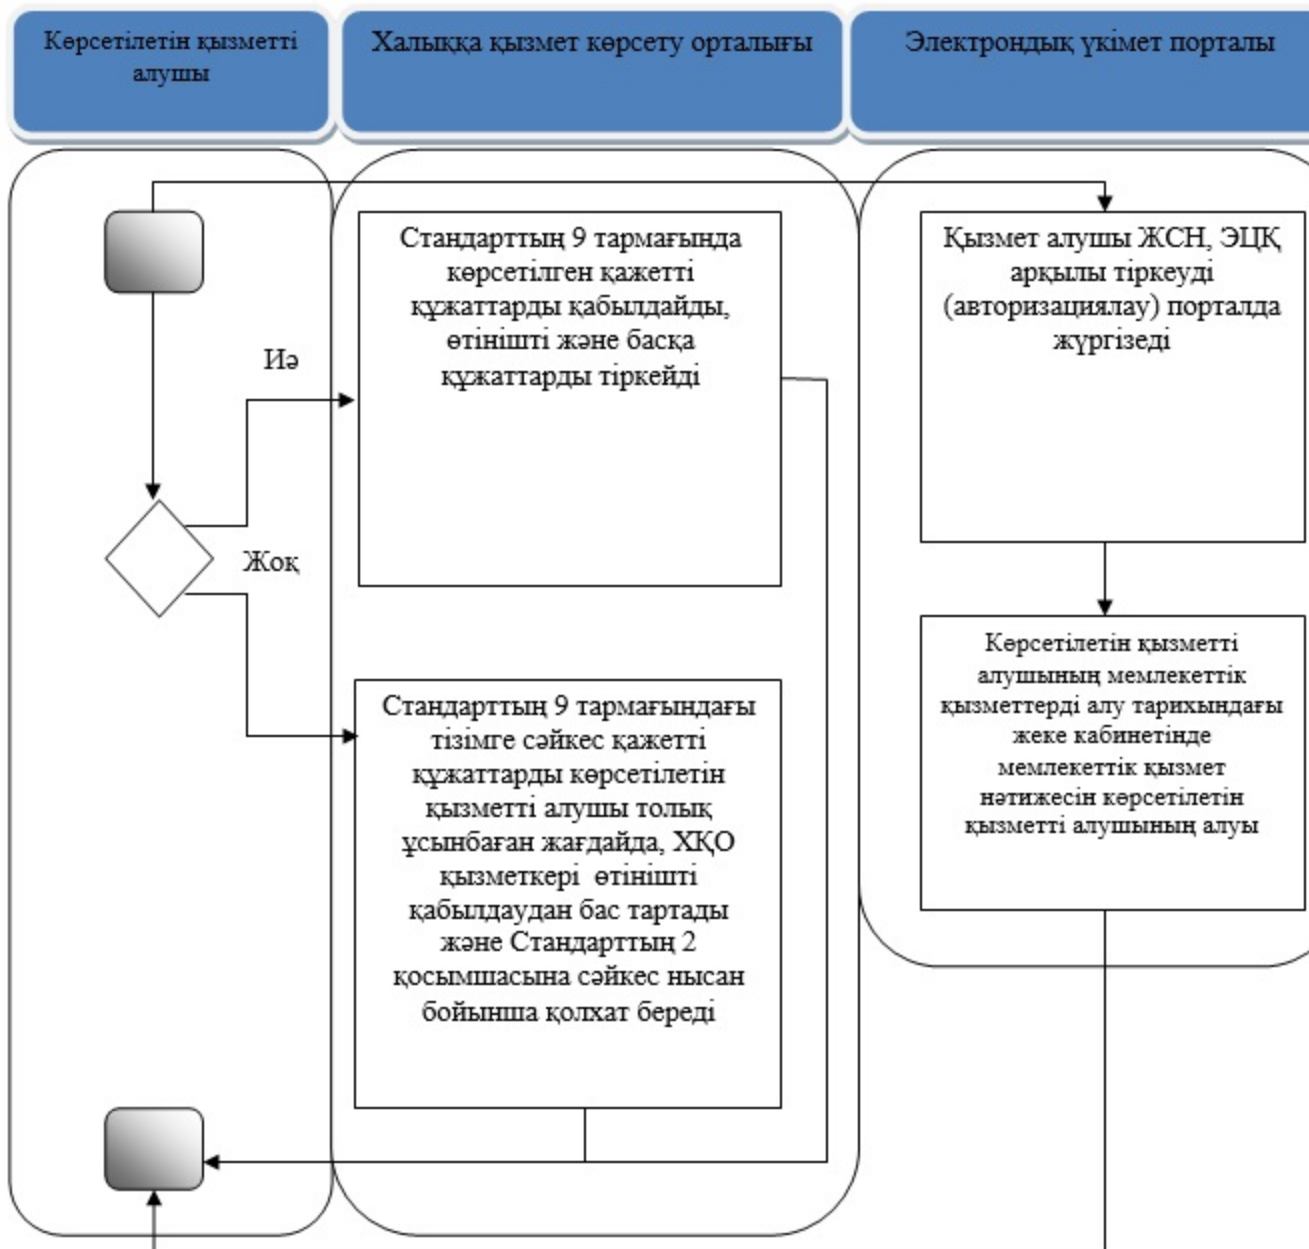 Көрсетілетін қызметті
алушы
Халыққа қызмет көрсету орталығы
Электрондық үкімет порталы
Иә
Жоқ
Стандарттың 9 тармағында
көрсетілген қажетті
құжаттарды қабылдайды,
өтінішті және басқа
құжаттарды тіркейді
Стандарттың 9 тармағындағы
тізімге сәйкес қажетті
құжаттарды көрсетілетін
қызметті алушы толық
ұсынбаған жағдайда, ХҚО
қызметкері өтінішті
қабылдаудан бас тартады
және Стандарттың 2
қосымшасына сәйкес нысан
бойынша қолхат береді
Қызмет алушы ЖСН, ЭЦҚ
арқылы тіркеуді
(авторизациялау) порталда
жүргізеді
Көрсетілетін қызметті
алушының мемлекеттік
қызметтерді алу тарихындағы
жеке кабинетінде
мемлекеттік қызмет
нәтижесін көрсетілетін
қызметті алушының алуы